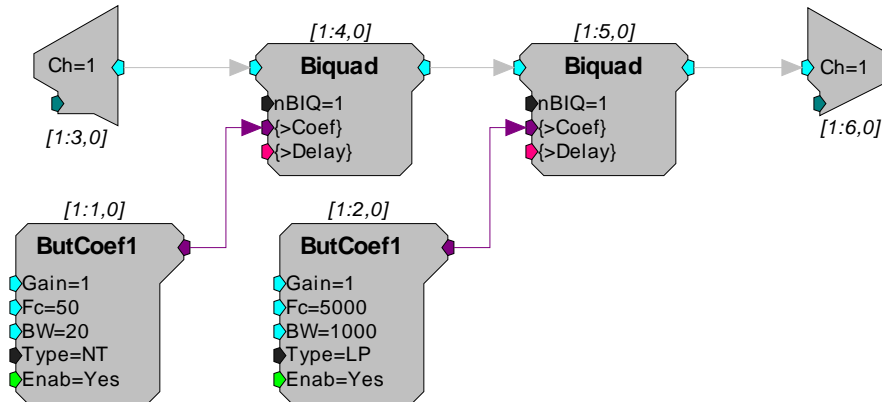 [1:4,0]
[1:5,0]
Ch=1
Biquad
Biquad
Ch=1
nBIQ=1
nBIQ=1
{>Coef}
{>Coef}
{>Delay}
{>Delay}
[1:3,0]
[1:6,0]
[1:1,0]
[1:2,0]
ButCoef1
ButCoef1
Gain=1
Gain=1
Fc=50
Fc=5000
BW=20
BW=1000
Type=NT
Type=LP
Enab=Yes
Enab=Yes